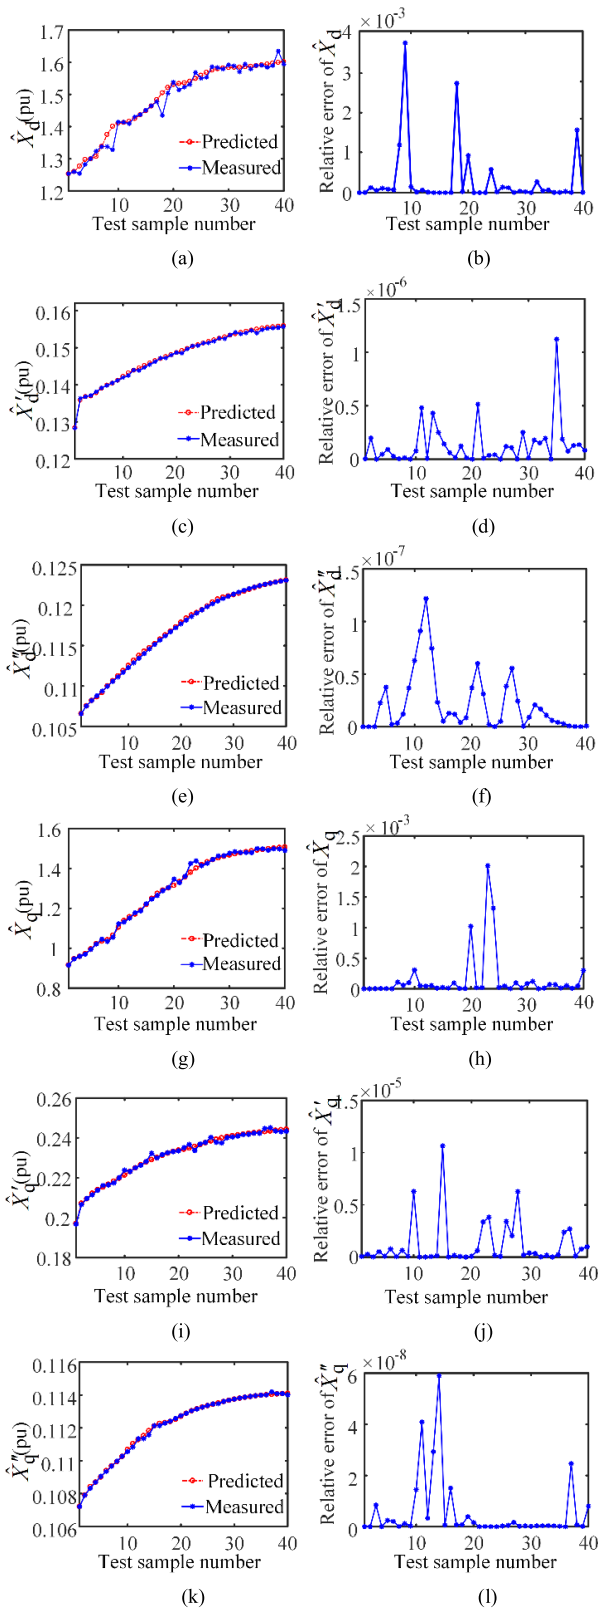 1.7
1.6
1.5
1.4
1.3
1.2
X̂d(pu)
Predicted
Measured
10 20 30 40
Test sample number
(a)
×10-3
4
3
2
1
0
Relative error of X̂d
10 20 30 40
Test sample number
(b)
0.16
0.15
0.14
0.13
0.12
X̂′d(pu)
Predicted
Measured
10 20 30 40
Test sample number
(c)
×10-6
1.5
1
0.5
0
Relative error of X̂′d
10 20 30 40
Test sample number
(d)
0.125
0.12
0.115
0.11
0.105
X̂″d(pu)
Predicted
Measured
10 20 30 40
Test sample number
(e)
×10-7
1.5
1
0.5
0
Relative error of X̂″d
10 20 30 40
Test sample number
(f)
1.6
1.4
1.2
1
0.8
X̂q(pu)
Predicted
Measured
10 20 30 40
Test sample number
(g)
×10-3
2.5
2
1.5
1
0.5
0
Relative error of X̂q
10 20 30 40
Test sample number
(h)
0.26
0.24
0.22
0.2
0.18
X̂′q(pu)
Predicted
Measured
10 20 30 40
Test sample number
(i)
×10-5
1.5
1
0.5
0
Relative error of X̂′q
10 20 30 40
Test sample number
(j)
0.116
0.114
0.112
0.11
0.108
0.106
X̂″q(pu)
Predicted
Measured
10 20 30 40
Test sample number
(k)
×10-8
6
4
2
0
Relative error of X̂″q
10 20 30 40
Test sample number
(l)